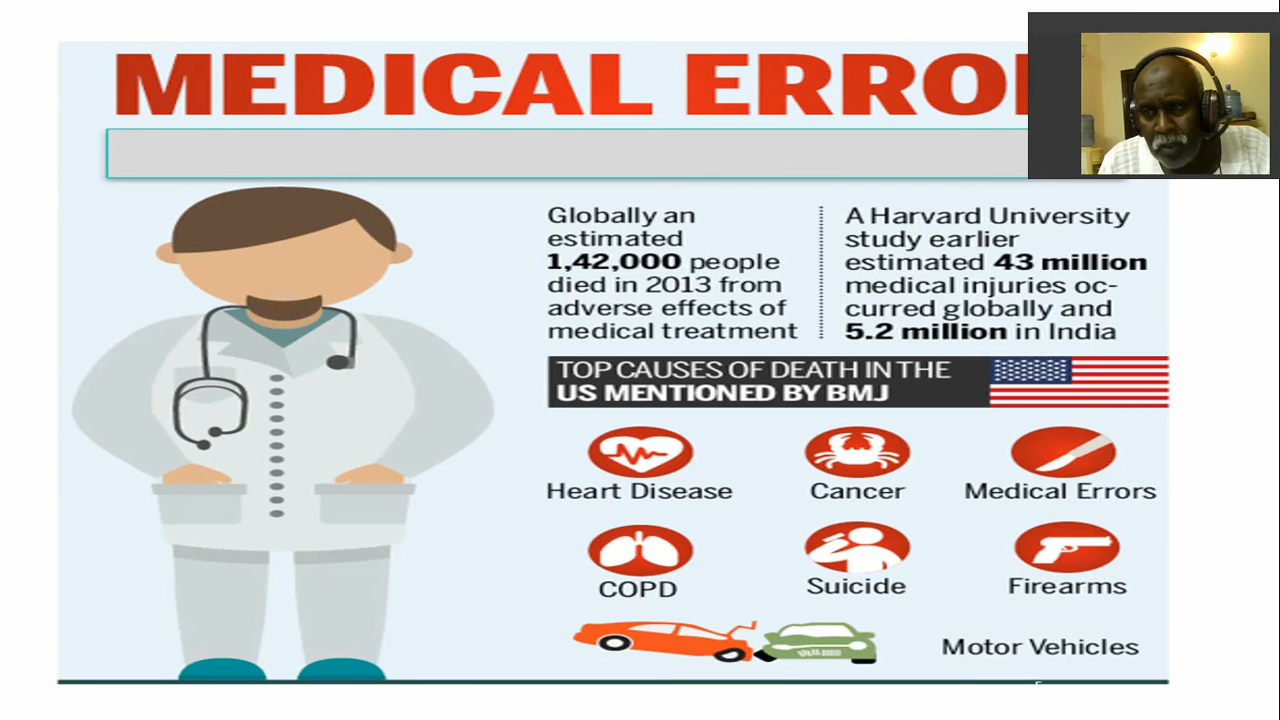 MEDICAL ERRO
Globally an
estimated
1,42,000 people
died in 2013 from
adverse effects of
medical treatment
A Harvard University
study earlier
estimated 43 million
medical injuries oc-
curred globally and
5.2 million in India
TOP CAUSES OF DEATH IN THE
US MENTIONED BY BMJ
Heart Disease
Cancer
Medical Errors
COPD
Suicide
Firearms
Motor Vehicles